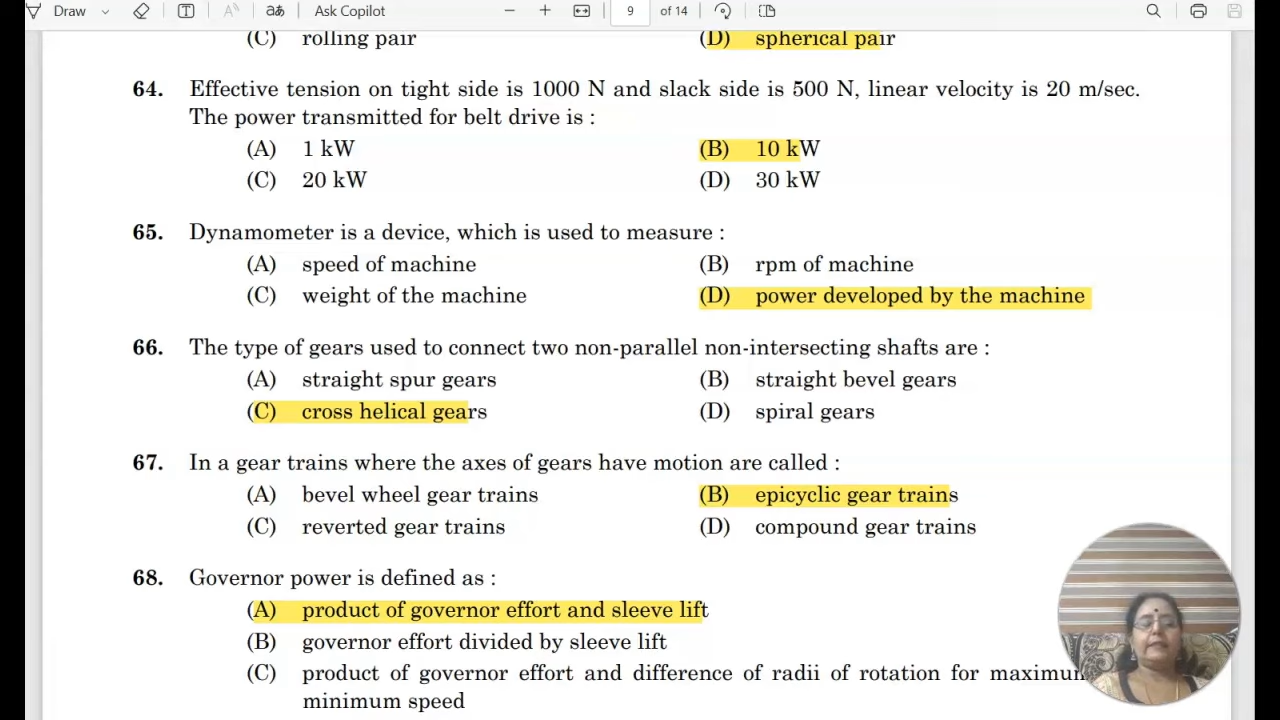 Draw
Ask Copilot
9 of 14
(C) rolling pair (D) spherical pair
64. Effective tension on tight side is 1000 N and slack side is 500 N, linear velocity is 20 m/sec.
The power transmitted for belt drive is :
(A) 1 kW (B) 10 kW
(C) 20 kW (D) 30 kW
65. Dynamometer is a device, which is used to measure :
(A) speed of machine (B) rpm of machine
(C) weight of the machine (D) power developed by the machine
66. The type of gears used to connect two non-parallel non-intersecting shafts are :
(A) straight spur gears (B) straight bevel gears
(C) cross helical gears (D) spiral gears
67. In a gear trains where the axes of gears have motion are called :
(A) bevel wheel gear trains (B) epicyclic gear trains
(C) reverted gear trains (D) compound gear trains
68. Governor power is defined as :
(A) product of governor effort and sleeve lift
(B) governor effort divided by sleeve lift
(C) product of governor effort and difference of radii of rotation for
minimum speed